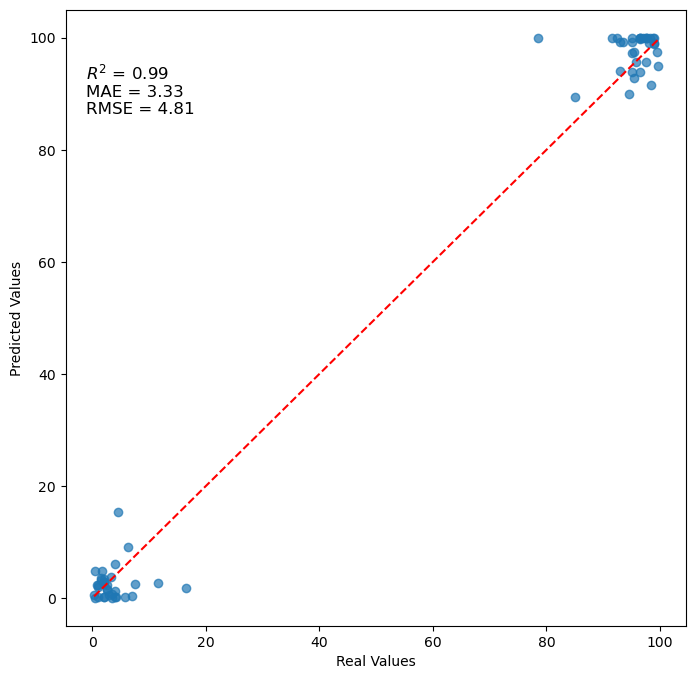 100
R² = 0.99
MAE = 3.33
RMSE = 4.81
80
60
Predicted Values
40
20
0
0 20 40 60 80 100
Real Values